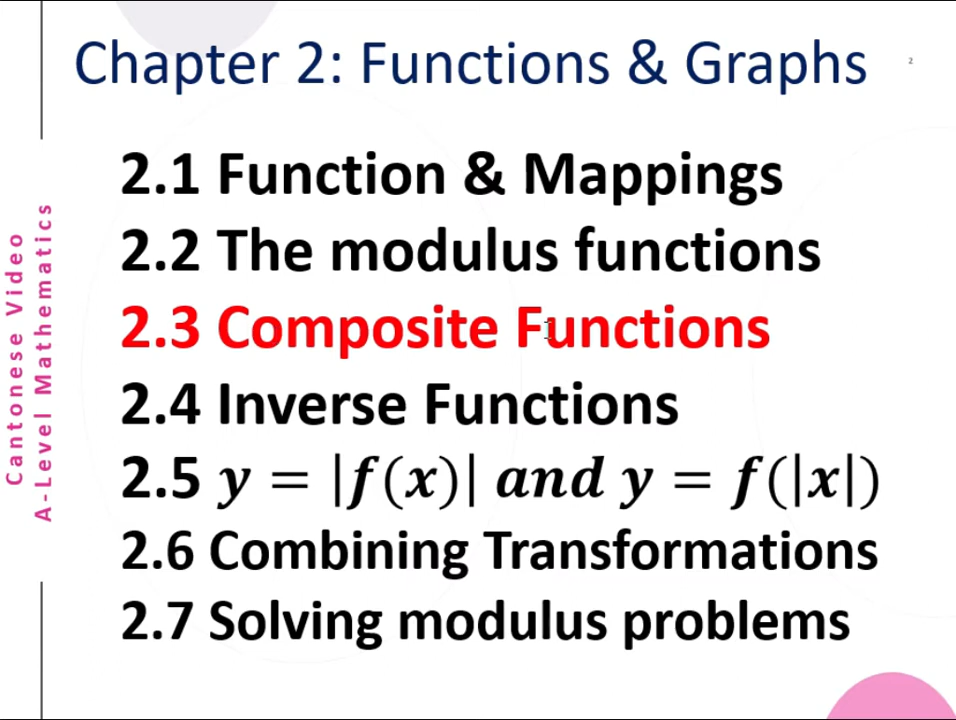 Chapter 2: Functions & Graphs
2
2.1 Function & Mappings
2.2 The modulus functions
2.3 Composite Functions
2.4 Inverse Functions
2.5 y = |f(x)| and y = f(|x|)
2.6 Combining Transformations
2.7 Solving modulus problems
Cantonese Video
A-Level Mathematics